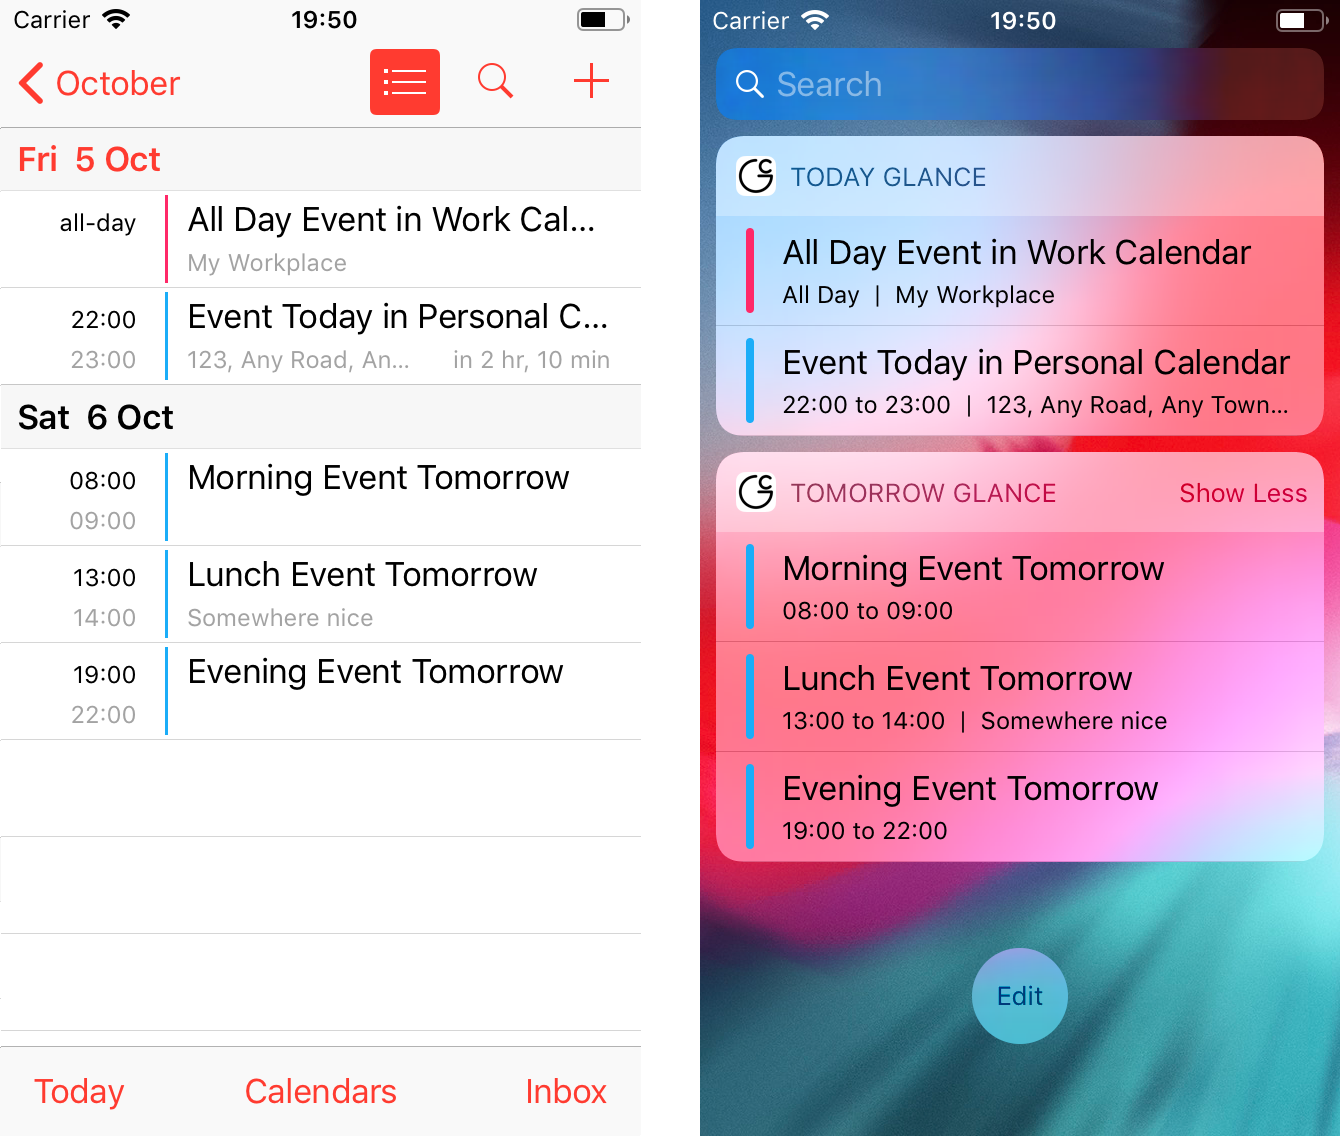 Carrier 19:50
October
Fri 5 Oct
all-day All Day Event in Work Cal...
My Workplace
22:00 Event Today in Personal C...
23:00 123, Any Road, An... in 2 hr, 10 min
Sat 6 Oct
08:00 Morning Event Tomorrow
09:00
13:00 Lunch Event Tomorrow
14:00 Somewhere nice
19:00 Evening Event Tomorrow
22:00
Today Calendars Inbox
Carrier 19:50
Search
TODAY GLANCE
All Day Event in Work Calendar
All Day | My Workplace
Event Today in Personal Calendar
22:00 to 23:00 | 123, Any Road, Any Town...
TOMORROW GLANCE Show Less
Morning Event Tomorrow
08:00 to 09:00
Lunch Event Tomorrow
13:00 to 14:00 | Somewhere nice
Evening Event Tomorrow
19:00 to 22:00
Edit